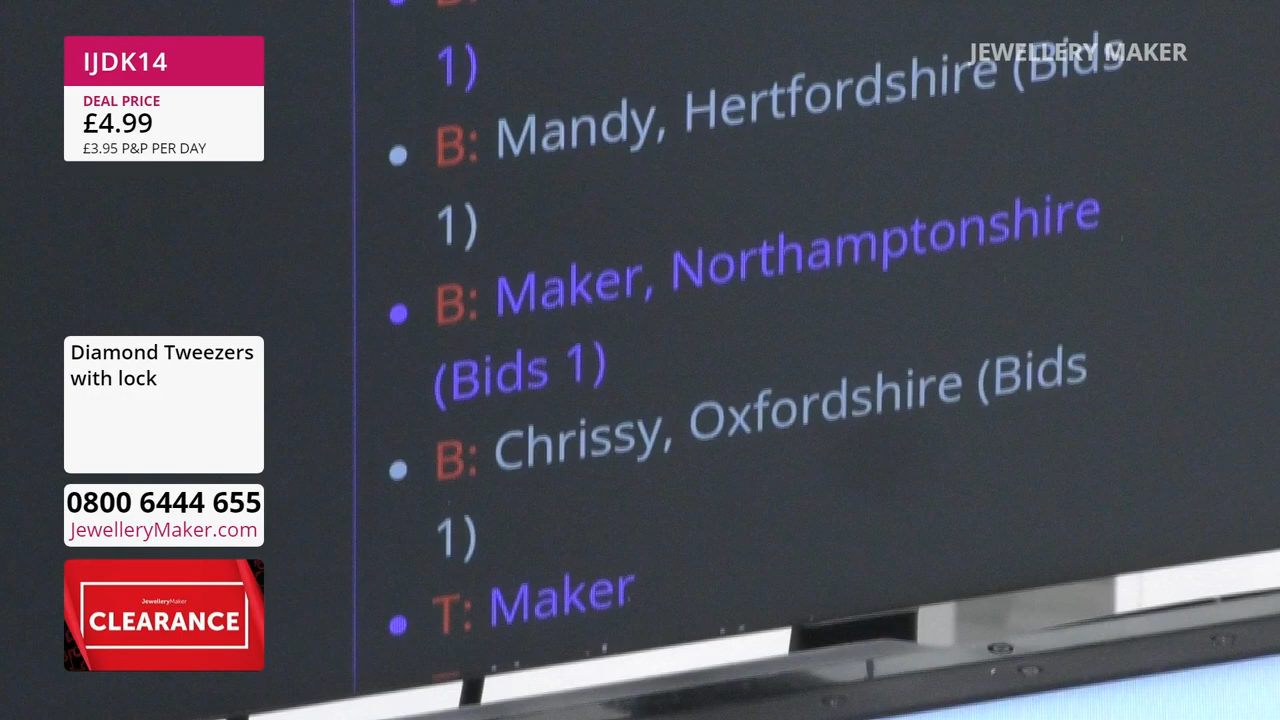 IJDK14
DEAL PRICE
£4.99
£3.95 P&P PER DAY
Diamond Tweezers
with lock
0800 6444 655
JewelleryMaker.com
JewelleryMaker
CLEARANCE
JEWELLERY MAKER
1)
B: Mandy, Hertfordshire (Bids
1)
B: Maker, Northamptonshire
(Bids 1)
B: Chrissy, Oxfordshire (Bids
1)
T: Maker